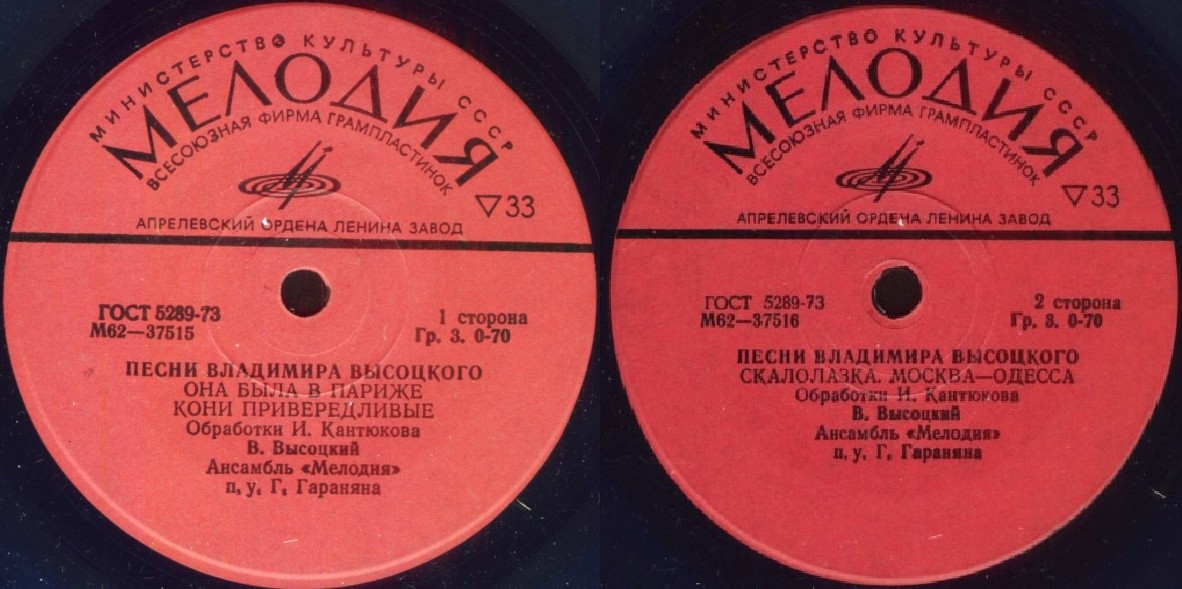 МИНИСТЕРСТВО КУЛЬТУРЫ СССР
МЕЛОДИЯ
ВСЕСОЮЗНАЯ ФИРМА ГРАМПЛАСТИНОК
▽33
АПРЕЛЕВСКИЙ ОРДЕНА ЛЕНИНА ЗАВОД
ГОСТ 5289-73
М62—37515
1 сторона
Гр. 3. 0-70
ПЕСНИ ВЛАДИМИРА ВЫСОЦКОГО
ОНА БЫЛА В ПАРИЖЕ
КОНИ ПРИВЕРЕДЛИВЫЕ
Обработки И. Кантюкова
В. Высоцкий
Ансамбль «Мелодия»
п. у. Г. Гараняна
МИНИСТЕРСТВО КУЛЬТУРЫ СССР
МЕЛОДИЯ
ВСЕСОЮЗНАЯ ФИРМА ГРАМПЛАСТИНОК
▽33
АПРЕЛЕВСКИЙ ОРДЕНА ЛЕНИНА ЗАВОД
ГОСТ 5289-73
М62—37516
2 сторона
Гр. 3. 0-70
ПЕСНИ ВЛАДИМИРА ВЫСОЦКОГО
СКАЛОЛАЗКА. МОСКВА—ОДЕССА
Обработки И. Кантюкова
В. Высоцкий
Ансамбль «Мелодия»
п. у. Г. Гараняна